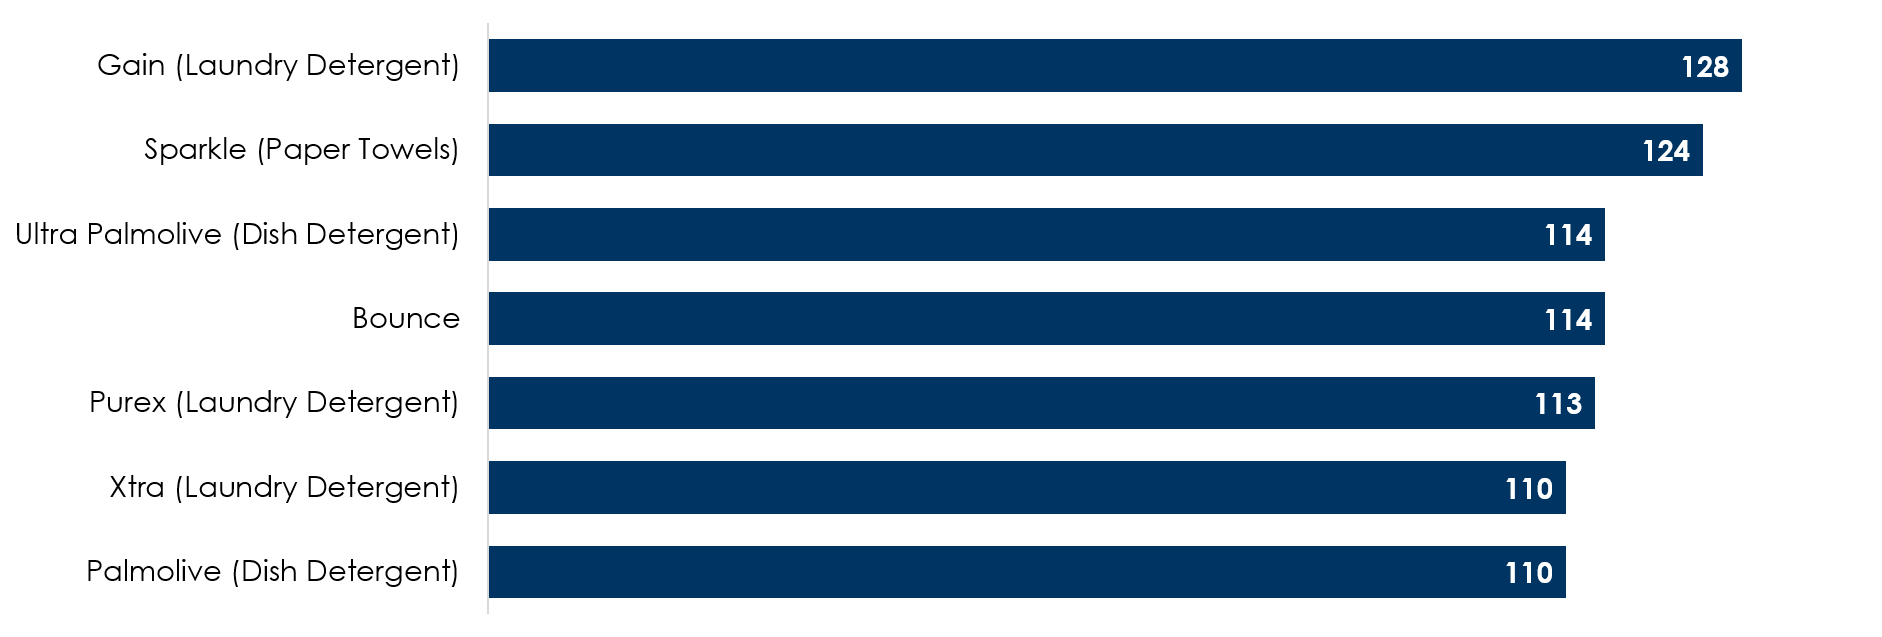 Gain (Laundry Detergent) 128
Sparkle (Paper Towels) 124
Ultra Palmolive (Dish Detergent) 114
Bounce 114
Purex (Laundry Detergent) 113
Xtra (Laundry Detergent) 110
Palmolive (Dish Detergent) 110